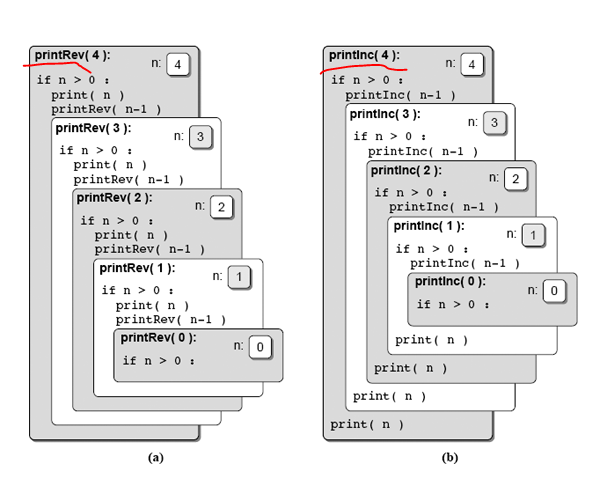 printRev( 4 ):
n: 4
if n > 0 :
print( n )
printRev( n-1 )
printRev( 3 ):
n: 3
if n > 0 :
print( n )
printRev( n-1 )
printRev( 2 ):
n: 2
if n > 0 :
print( n )
printRev( n-1 )
printRev( 1 ):
n: 1
if n > 0 :
print( n )
printRev( n-1 )
printRev( 0 ):
n: 0
if n > 0 :
(a)
printInc( 4 ):
n: 4
if n > 0 :
printInc( n-1 )
printInc( 3 ):
n: 3
if n > 0 :
printInc( n-1 )
printInc( 2 ):
n: 2
if n > 0 :
printInc( n-1 )
printInc( 1 ):
n: 1
if n > 0 :
printInc( n-1 )
printInc( 0 ):
n: 0
if n > 0 :
print( n )
print( n )
print( n )
print( n )
(b)